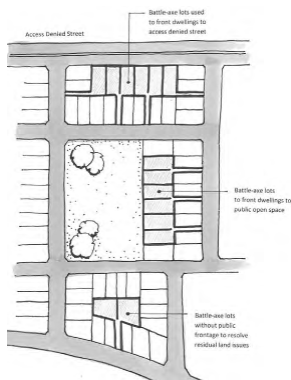 Battle-axe lots used
to front dwellings to
access denied street
Access Denied Street
Battle-axe lots
to front dwellings to
public open space
Battle-axe lots
without public
frontage to resolve
residual land issues